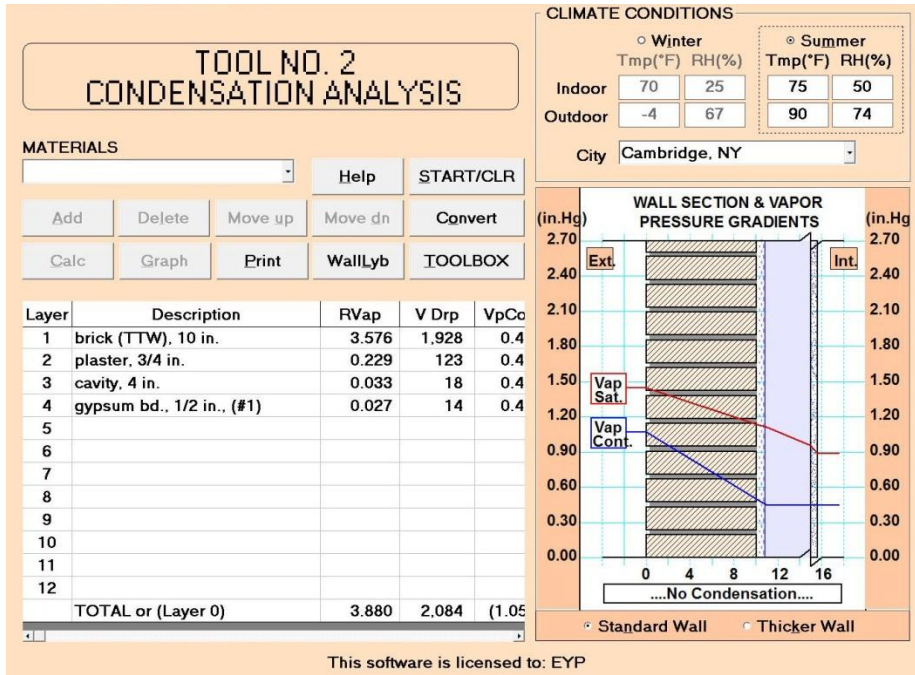 TOOL NO. 2
CONDENSATION ANALYSIS
CLIMATE CONDITIONS
Winter Summer
Tmp(°F) RH(%) Tmp(°F) RH(%)
Indoor 70 25 75 50
Outdoor -4 67 90 74
City Cambridge, NY
MATERIALS
Help START/CLR
Add Delete Move up Move dn Convert
Calc Graph Print WallLyb TOOLBOX
Layer Description RVap V Drp VpCo
1 brick (TTW), 10 in. 3.576 1,928 0.4
2 plaster, 3/4 in. 0.229 123 0.4
3 cavity, 4 in. 0.033 18 0.4
4 gypsum bd., 1/2 in., (#1) 0.027 14 0.4
5
6
7
8
9
10
11
12
TOTAL or (Layer 0) 3.880 2,084 (1.05
WALL SECTION & VAPOR
PRESSURE GRADIENTS
(in.Hg) (in.Hg
2.70 2.70
Ext. Int.
2.40 2.40
2.10 2.10
1.80 1.80
1.50 1.50
Vap
Sat.
1.20 1.20
Vap
Cont.
0.90 0.90
0.60 0.60
0.30 0.30
0.00 0.00
0 4 8 12 16
....No Condensation....
Standard Wall Thicker Wall
This software is licensed to: EYP